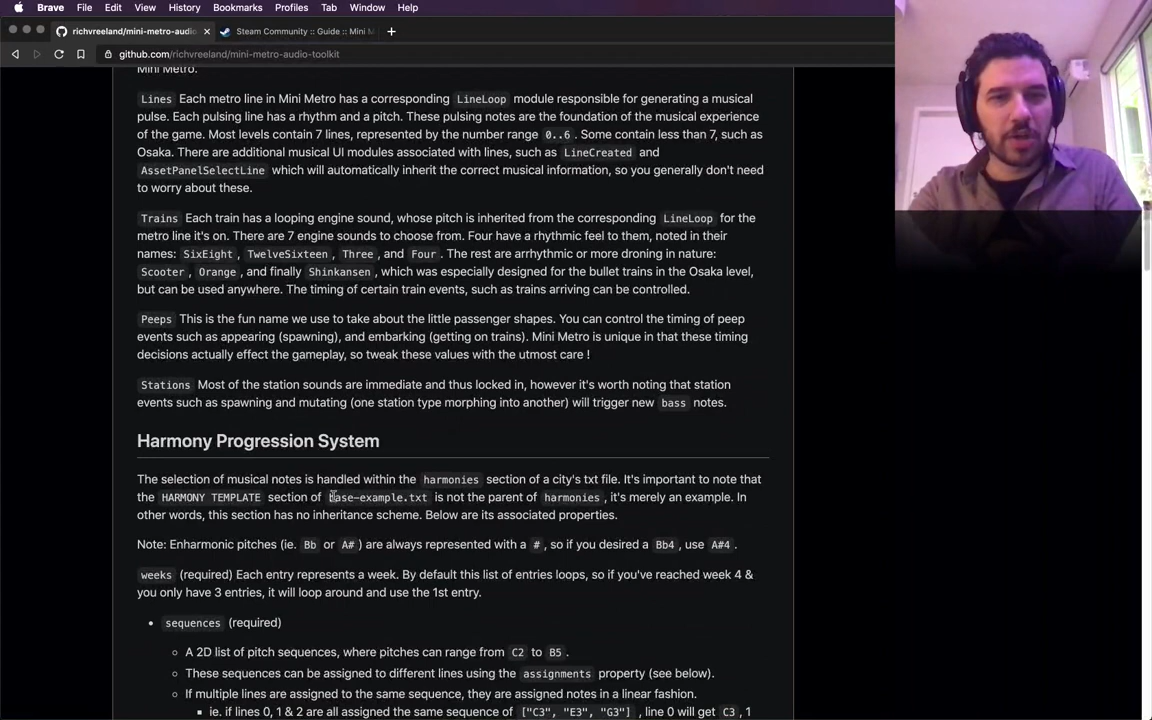 Brave File Edit View History Bookmarks Profiles Tab Window Help
richvreeland/mini-metro-audio × Steam Community :: Guide :: Mini M +
github.com/richvreeland/mini-metro-audio-toolkit
Mini Metro.
Lines Each metro line in Mini Metro has a corresponding LineLoop module responsible for generating a musical
pulse. Each pulsing line has a rhythm and a pitch. These pulsing notes are the foundation of the musical experience
of the game. Most levels contain 7 lines, represented by the number range 0..6. Some contain less than 7, such as
Osaka. There are additional musical UI modules associated with lines, such as LineCreated and
AssetPanelSelectLine which will automatically inherit the correct musical information, so you generally don't need
to worry about these.
Trains Each train has a looping engine sound, whose pitch is inherited from the corresponding LineLoop for the
metro line it's on. There are 7 engine sounds to choose from. Four have a rhythmic feel to them, noted in their
names: SixEight, TwelveSixteen, Three, and Four. The rest are arrhythmic or more droning in nature:
Scooter, Orange, and finally Shinkansen, which was especially designed for the bullet trains in the Osaka level,
but can be used anywhere. The timing of certain train events, such as trains arriving can be controlled.
Peeps This is the fun name we use to take about the little passenger shapes. You can control the timing of peep
events such as appearing (spawning), and embarking (getting on trains). Mini Metro is unique in that these timing
decisions actually effect the gameplay, so tweak these values with the utmost care !
Stations Most of the station sounds are immediate and thus locked in, however it's worth noting that station
events such as spawning and mutating (one station type morphing into another) will trigger new bass notes.
Harmony Progression System
The selection of musical notes is handled within the harmonies section of a city's txt file. It's important to note that
the HARMONY TEMPLATE section of base-example.txt is not the parent of harmonies, it's merely an example. In
other words, this section has no inheritance scheme. Below are its associated properties.
Note: Enharmonic pitches (ie. Bb or A#) are always represented with a #, so if you desired a Bb4, use A#4.
weeks (required) Each entry represents a week. By default this list of entries loops, so if you've reached week 4 &
you only have 3 entries, it will loop around and use the 1st entry.
• sequences (required)
○ A 2D list of pitch sequences, where pitches can range from C2 to B5.
○ These sequences can be assigned to different lines using the assignments property (see below).
○ If multiple lines are assigned to the same sequence, they are assigned notes in a linear fashion.
▪ ie. if lines 0, 1 & 2 are all assigned the same sequence of ["C3", "E3", "G3"], line 0 will get C3, 1